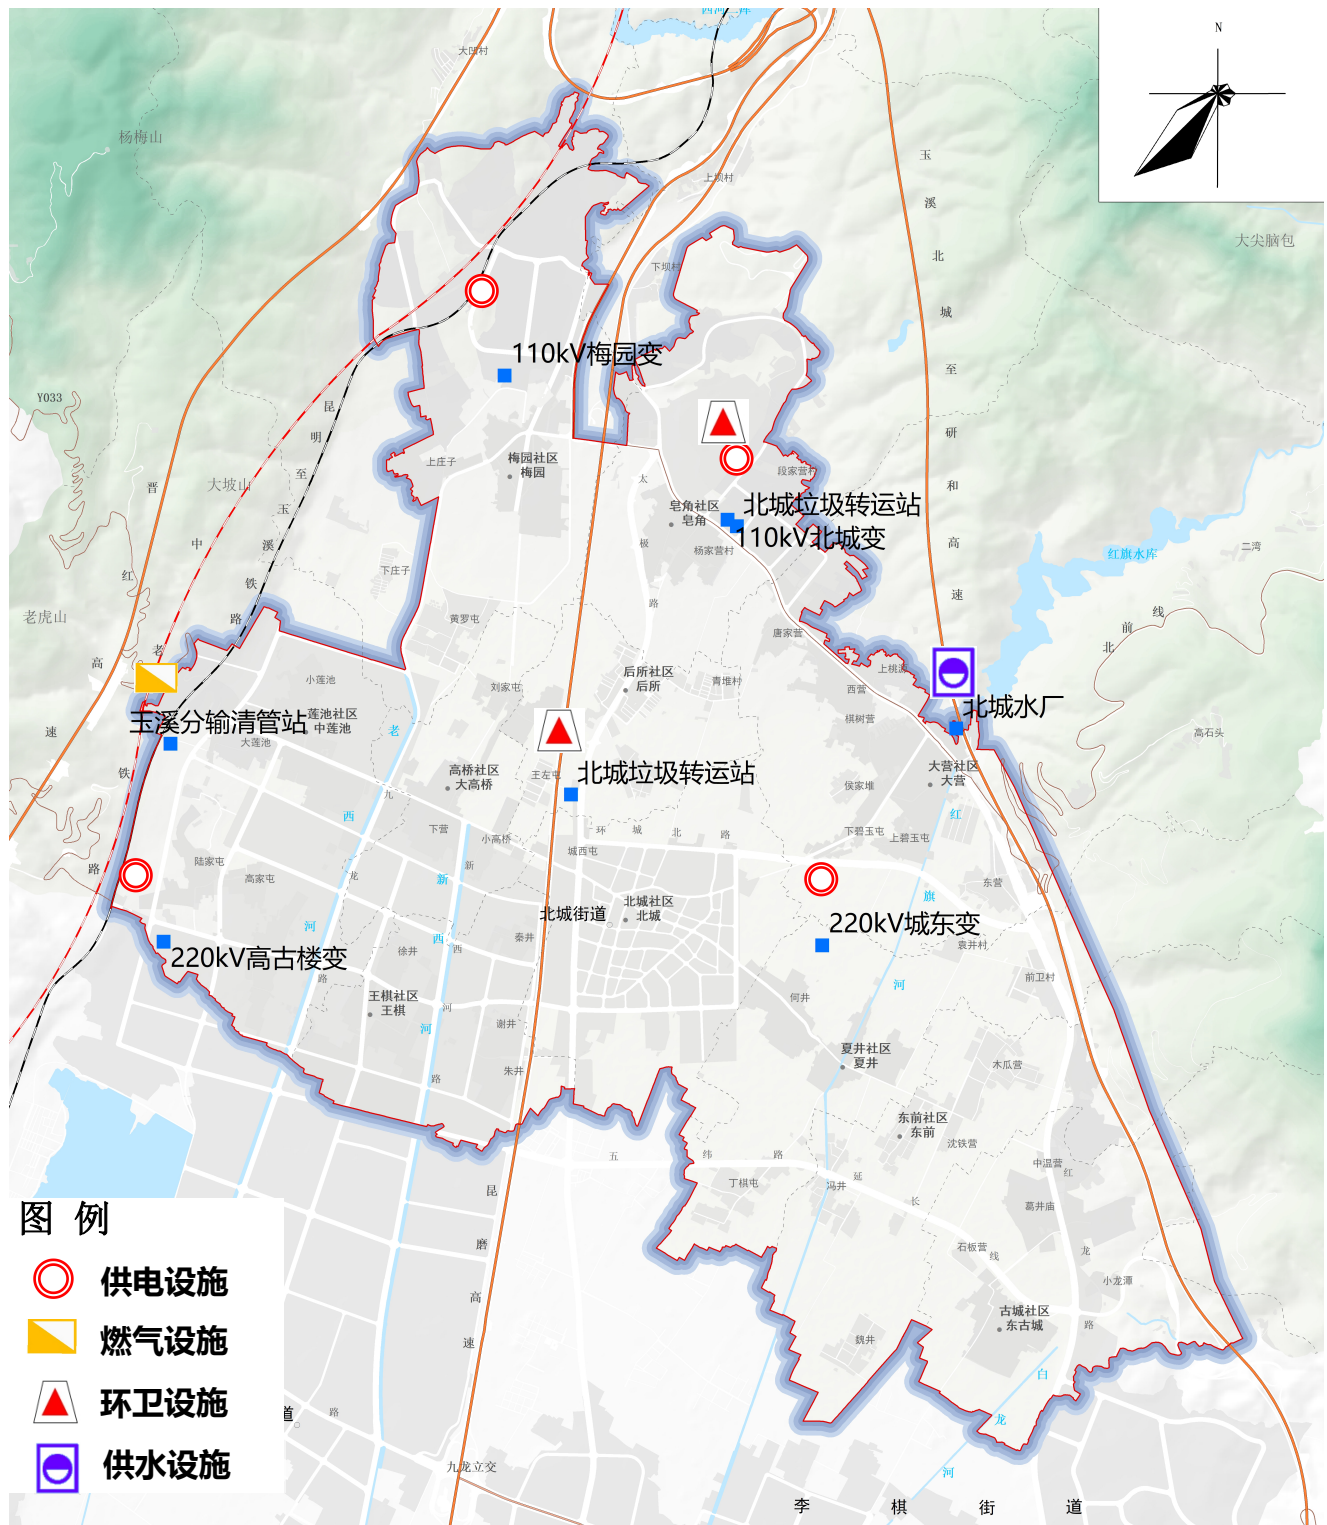 西河二库
N
大凹村
杨梅山
玉溪北城至研和高速
上坝村
大尖脑包
下坝村
110kV梅园变
Y033
昆明至玉溪铁路
上庄子
梅园社区
梅园
段家营村
大坡山
晋红高速
太极路
皂角社区
皂角
北城垃圾转运站
110kV北城变
杨家营村
中老铁路
红旗水库
二湾
下庄子
老虎山
黄罗屯
唐家营
前北线
后所社区
后所
上桃源
小莲池
刘家屯
青堆村
西营
北城水厂
玉溪分输清管站
莲池社区
中莲池
棋树营
高石头
大莲池
老西河
高桥社区
大高桥
王左屯
北城垃圾转运站
大营社区
大营
侯家堆
九龙路
下营
小高桥
环城北路
下碧玉屯
上碧玉屯
红旗河
陆家屯
高家屯
新西河
新西河路
城西屯
东营
北城街道
北城社区
北城
220kV城东变
秦井
徐井
220kV高古楼变
袁井村
前卫村
王棋社区
王棋
何井
谢井
夏井社区
夏井
木瓜营
朱井
东前社区
东前
沈铁营
五纬路
中温营
红龙路
丁棋屯
冯井
延长线
昆磨高速
葛井庙
石板营
小龙潭
古城社区
东古城
魏井
白龙河
九龙立交
李棋街道
道
路
图 例
供电设施
燃气设施
环卫设施
供水设施